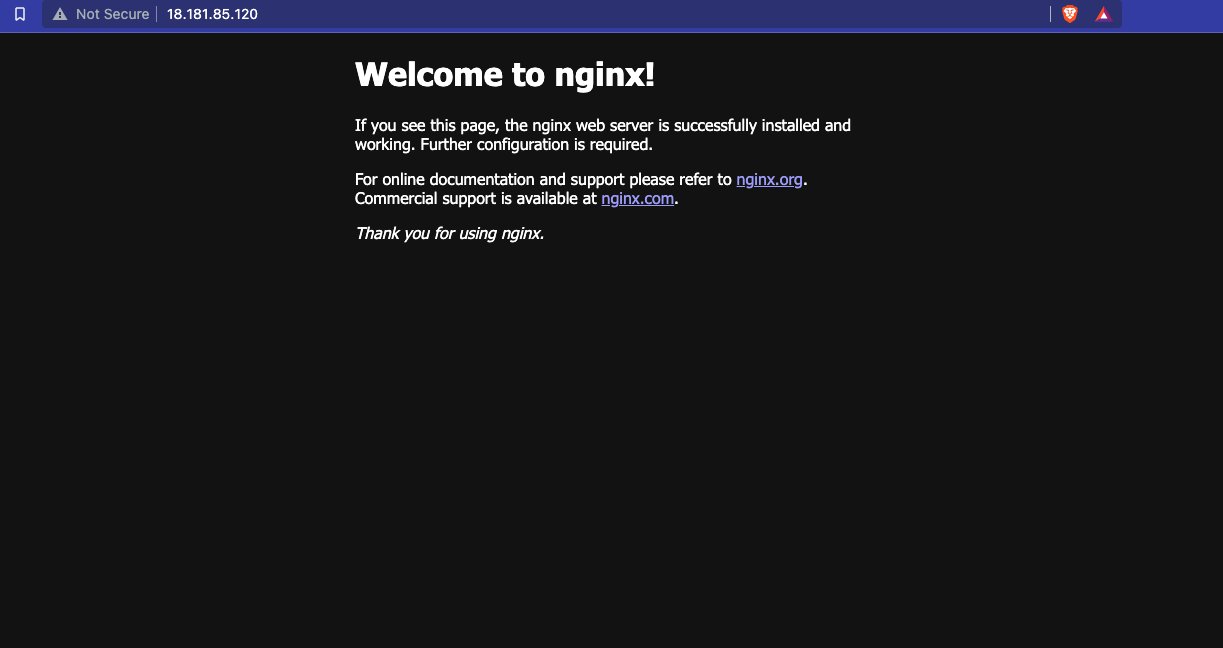 Not Secure 18.181.85.120
Welcome to nginx!
If you see this page, the nginx web server is successfully installed and
working. Further configuration is required.
For online documentation and support please refer to nginx.org.
Commercial support is available at nginx.com.
Thank you for using nginx.